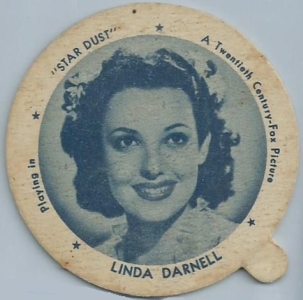 Playing in
"STAR DUST"
A Twentieth Century-Fox Picture
LINDA DARNELL